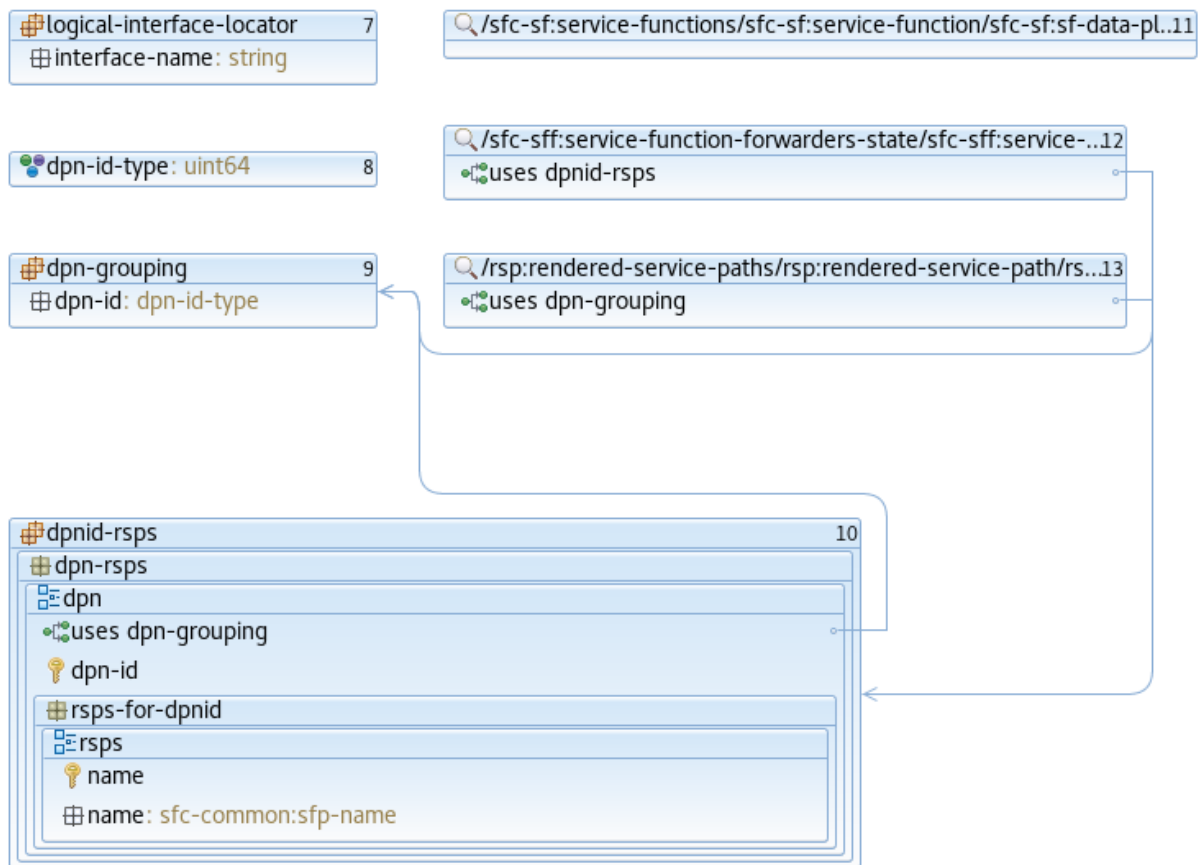 logical-interface-locator 7
interface-name: string
/sfc-sf:service-functions/sfc-sf:service-function/sfc-sf:sf-data-pl...11
/sfc-sff:service-function-forwarders-state/sfc-sff:service-...12
uses dpnid-rsps
dpn-id-type: uint64 8
dpn-grouping 9
dpn-id: dpn-id-type
/rsp:rendered-service-paths/rsp:rendered-service-path/rs...13
uses dpn-grouping
dpnid-rsps 10
dpn-rsps
dpn
uses dpn-grouping
dpn-id
rsps-for-dpnid
rsps
name
name: sfc-common:sfp-name